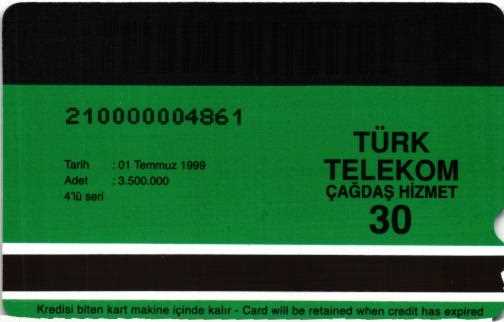 210000004861
Tarih : 01 Temmuz 1999
Adet : 3.500.000
4'lü seri
TÜRK
TELEKOM
ÇAĞDAŞ HİZMET
30
Kredisi biten kart makine içinde kalır - Card will be retained when credit has expired